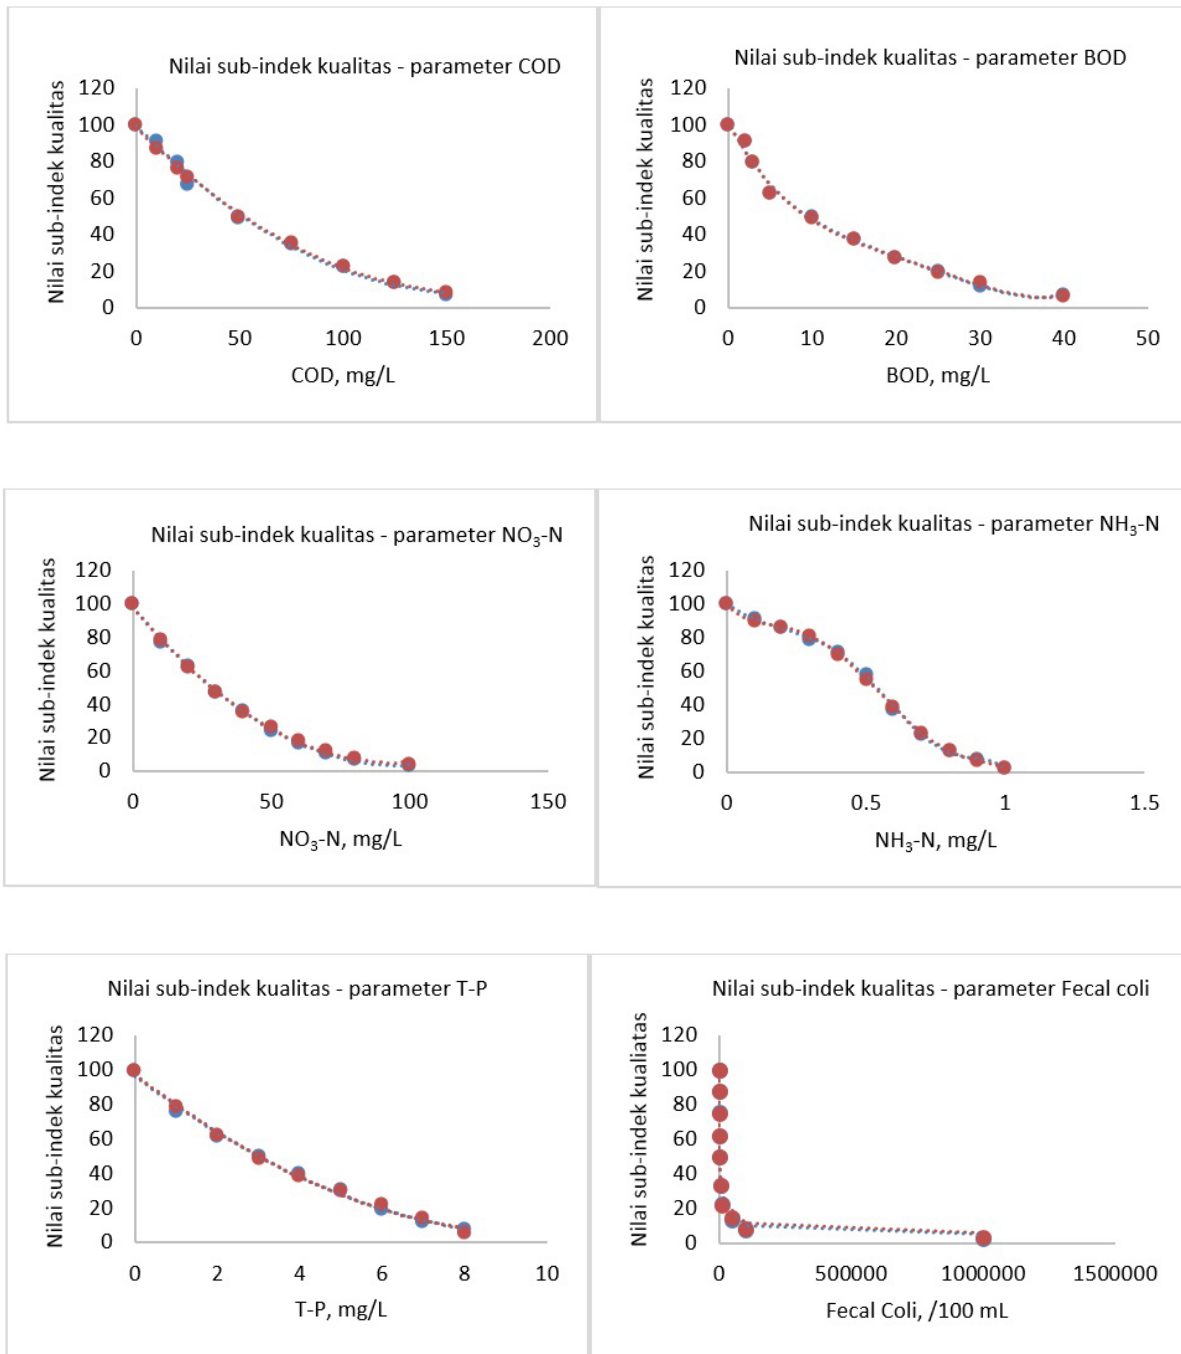 Nilai sub-indek kualitas - parameter COD
Nilai sub-indek kualitas
120
100
80
60
40
20
0
0 50 100 150 200
COD, mg/L
Nilai sub-indek kualitas - parameter BOD
Nilai sub-indek kualitas
120
100
80
60
40
20
0
0 10 20 30 40 50
BOD, mg/L
Nilai sub-indek kualitas - parameter NO₃-N
Nilai sub-indek kualitas
120
100
80
60
40
20
0
0 50 100 150
NO₃-N, mg/L
Nilai sub-indek kualitas - parameter NH₃-N
Nilai sub-indek kualitas
120
100
80
60
40
20
0
0 0.5 1 1.5
NH₃-N, mg/L
Nilai sub-indek kualitas - parameter T-P
Nilai sub-indek kualitas
120
100
80
60
40
20
0
0 2 4 6 8 10
T-P, mg/L
Nilai sub-indek kualitas - parameter Fecal coli
Nilai sub-indek kualiatas
120
100
80
60
40
20
0
0 500000 1000000 1500000
Fecal Coli, /100 mL